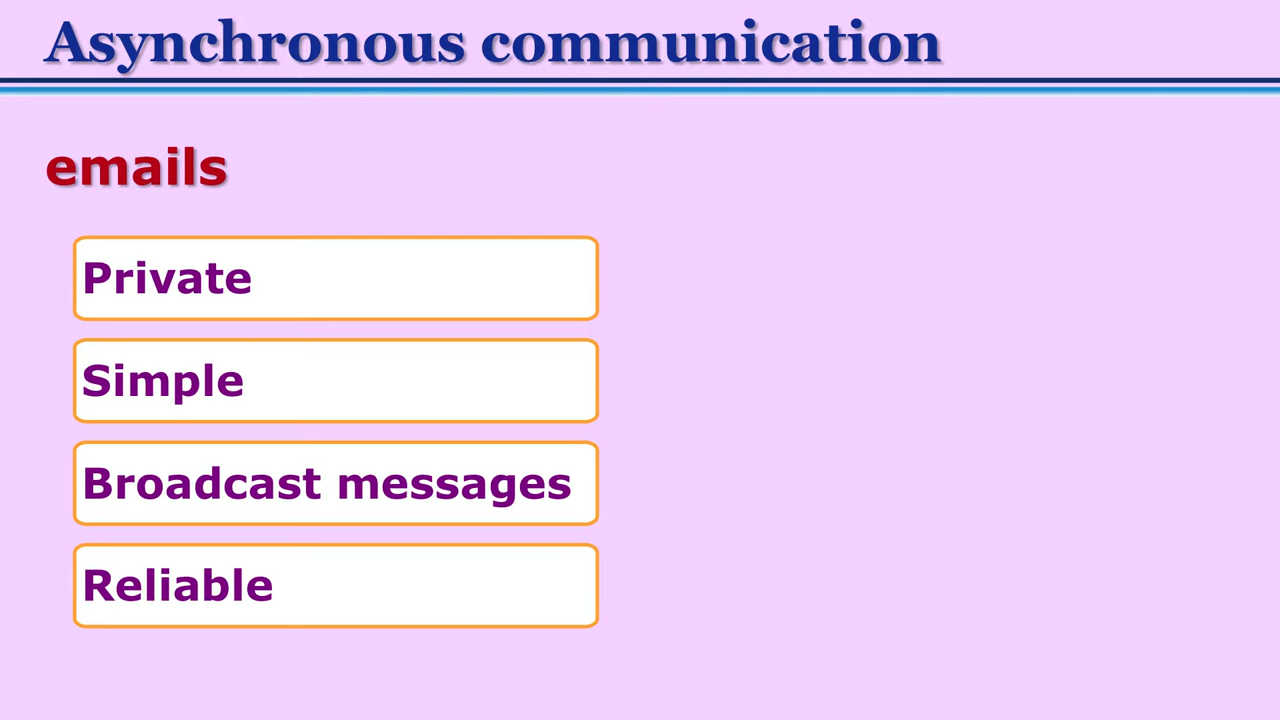 Asynchronous communication
emails
Private
Simple
Broadcast messages
Reliable